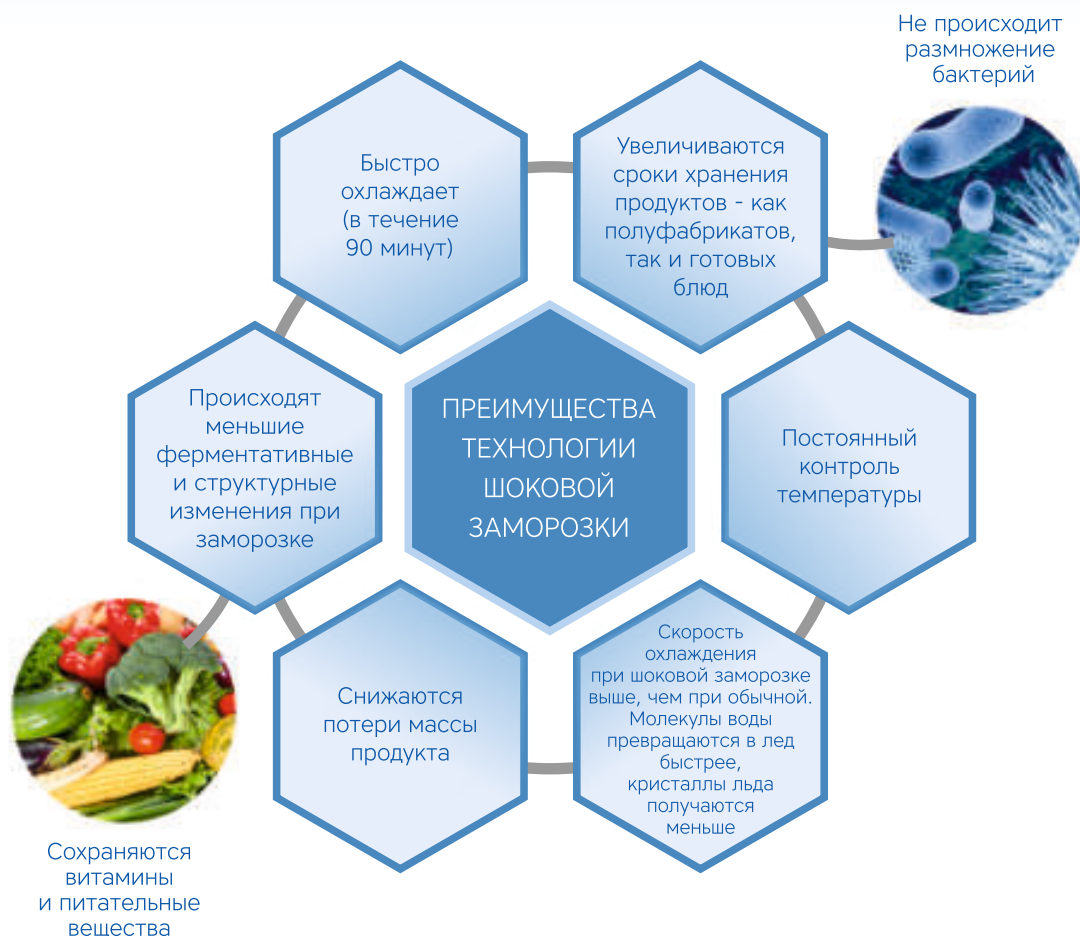 Не происходит
размножение
бактерий
Быстро
охлаждает
(в течение
90 минут)
Увеличиваются
сроки хранения
продуктов - как
полуфабрикатов,
так и готовых
блюд
Происходят
меньшие
ферментативные
и структурные
изменения при
заморозке
ПРЕИМУЩЕСТВА
ТЕХНОЛОГИИ
ШОКОВОЙ
ЗАМОРОЗКИ
Постоянный
контроль
температуры
Снижаются
потери массы
продукта
Скорость
охлаждения
при шоковой заморозке
выше, чем при обычной.
Молекулы воды
превращаются в лед
быстрее,
кристаллы льда
получаются
меньше
Сохраняются
витамины
и питательные
вещества